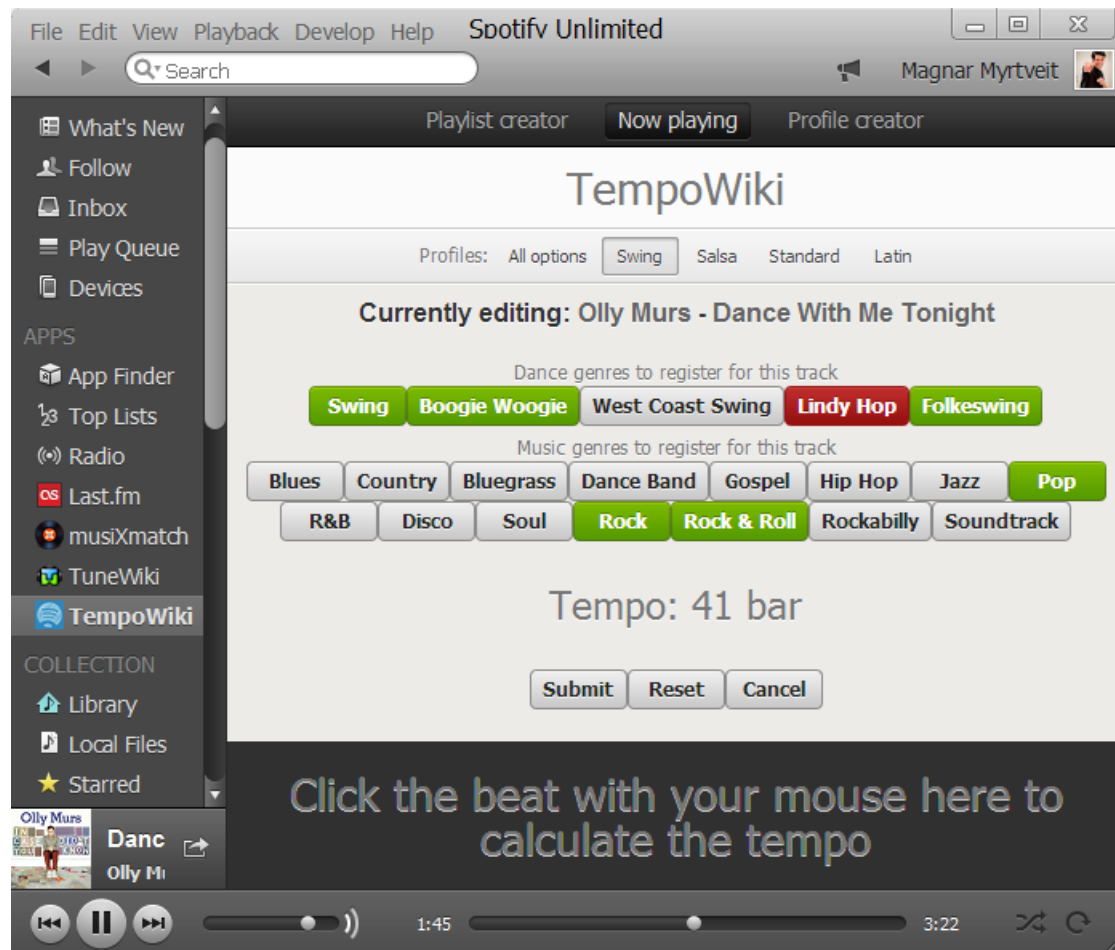 File Edit View Playback Develop Help Spotify Unlimited
Search
Magnar Myrtveit
What's New
Follow
Inbox
Play Queue
Devices
APPS
App Finder
Top Lists
Radio
Last.fm
musiXmatch
TuneWiki
TempoWiki
COLLECTION
Library
Local Files
Starred
Playlist creator Now playing Profile creator
TempoWiki
Profiles: All options Swing Salsa Standard Latin
Currently editing: Olly Murs - Dance With Me Tonight
Dance genres to register for this track
Swing Boogie Woogie West Coast Swing Lindy Hop Folkeswing
Music genres to register for this track
Blues Country Bluegrass Dance Band Gospel Hip Hop Jazz Pop
R&B Disco Soul Rock Rock & Roll Rockabilly Soundtrack
Tempo: 41 bar
Submit Reset Cancel
Click the beat with your mouse here to
calculate the tempo
Olly Murs
Danc
Olly Mu
1:45 3:22